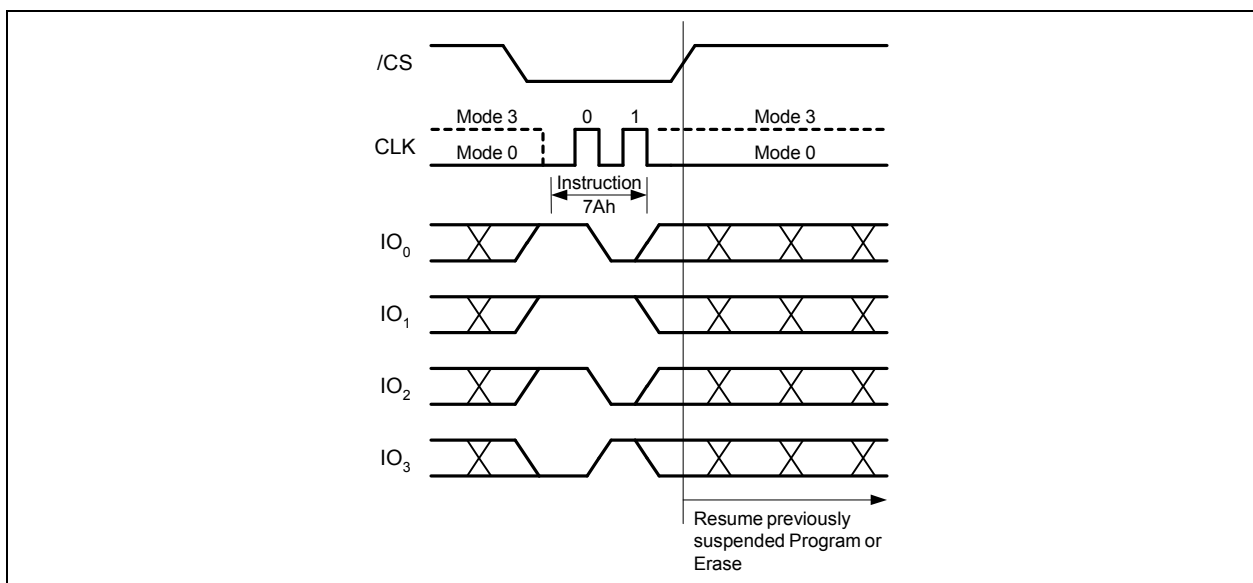 /CS
Mode 3 0 1 Mode 3
CLK
Mode 0 Mode 0
Instruction
7Ah
IO0
IO1
IO2
IO3
Resume previously
suspended Program or
Erase